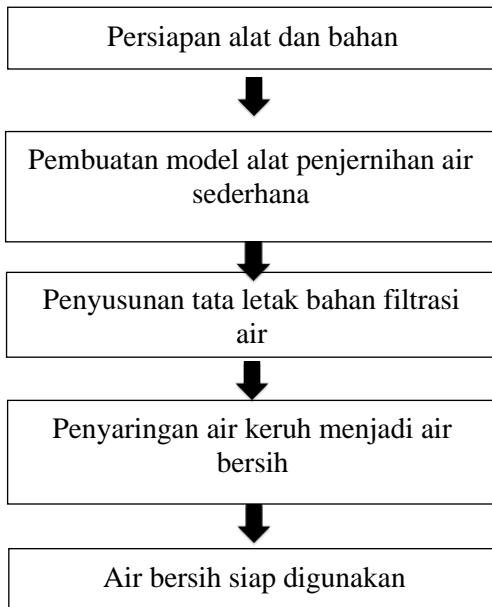 Persiapan alat dan bahan
Pembuatan model alat penjernihan air
sederhana
Penyusunan tata letak bahan filtrasi
air
Penyaringan air keruh menjadi air
bersih
Air bersih siap digunakan